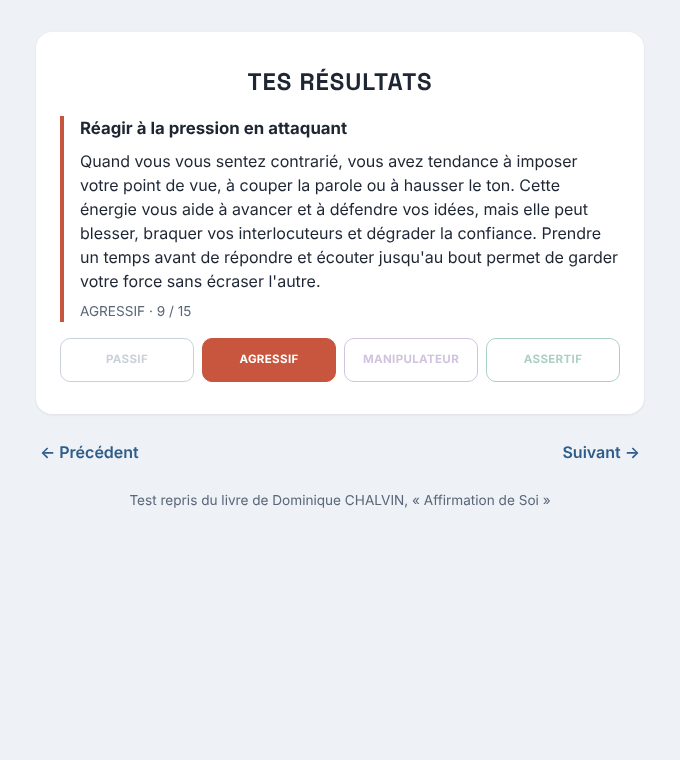 TES RÉSULTATS
Réagir à la pression en attaquant
Quand vous vous sentez contrarié, vous avez tendance à imposer
votre point de vue, à couper la parole ou à hausser le ton. Cette
énergie vous aide à avancer et à défendre vos idées, mais elle peut
blesser, braquer vos interlocuteurs et dégrader la confiance. Prendre
un temps avant de répondre et écouter jusqu'au bout permet de garder
votre force sans écraser l'autre.
AGRESSIF · 9 / 15
PASSIF AGRESSIF MANIPULATEUR ASSERTIF
← Précédent Suivant →
Test repris du livre de Dominique CHALVIN, « Affirmation de Soi »